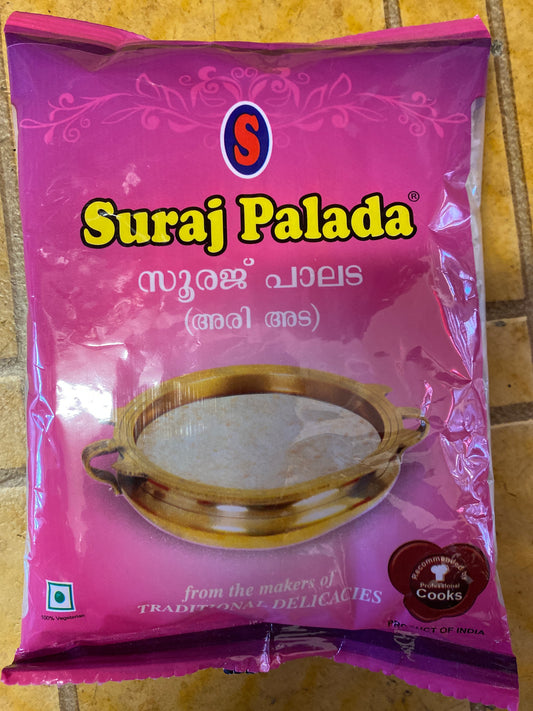 S
Suraj Palada®
സൂരജ് പാലട
(അരി അട)
from the makers of
TRADITIONAL DELICACIES
100% Vegetarian
Recommended by
Professional
Cooks
PRODUCT OF INDIA